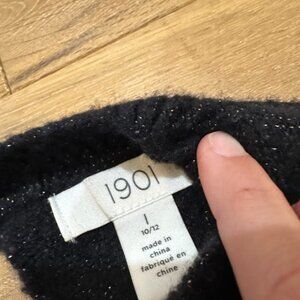 1901
L
10/12
made in
china
fabriqué en
chine